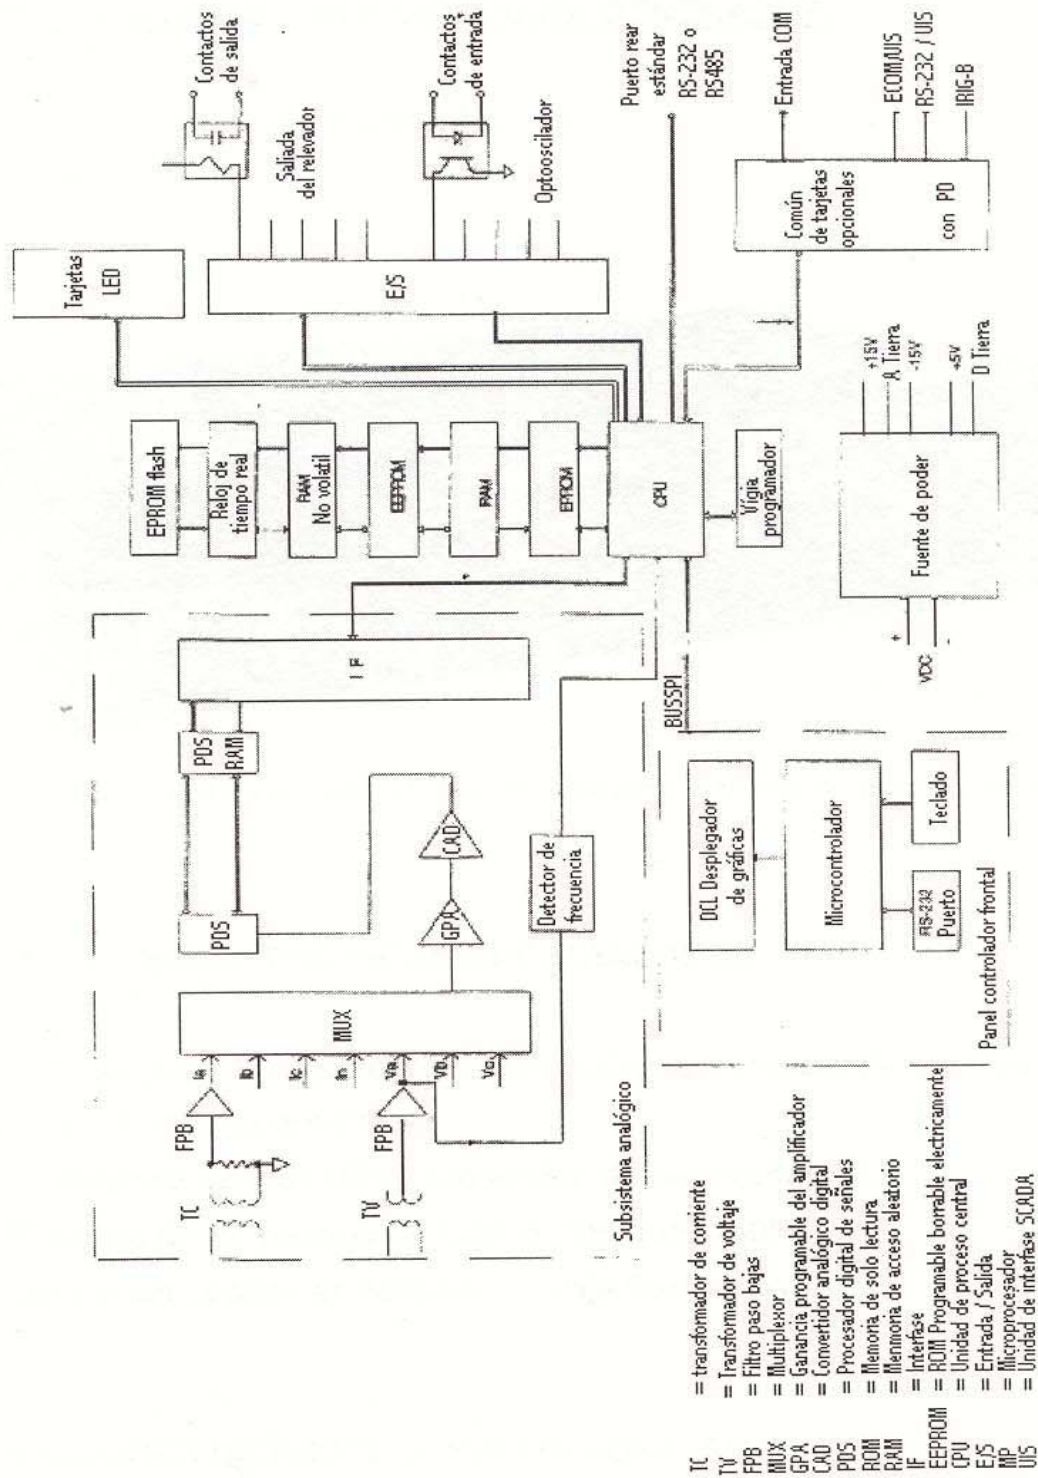 Contactos
de salida
Contactos
de entrada
Saliada
del relevador
Optooscilador
Tarjetas
LED
E/S
Puerto rear
estándar
RS-232 o
RS485
Entrada COM
ECOM/UIS
RS-232 / UIS
IRIG-B
Común
de tarjetas
opcionales
con PD
EPROM flash
Reloj de
tiempo real
RAM
No volatil
EEPROM
RAM
EPROM
CPU
Vigia
programador
+15V
A Tierra
-15V
+5V
D Tierra
Fuente de poder
+
VDC
-
I F
PDS
RAM
PDS
CAD
GPA
MUX
Detector de
frecuencia
Ia
Ib
Ic
In
Va
Vb
FPB
FPB
TC
TV
Subsistema analógico
BUSSPI
DCL Desplegador
de gráficas
Microcontrolador
Teclado
RS-232
Puerto
Panel controlador frontal
TC = transformador de corriente
TV = Transformador de voltaje
FPB = Filtro paso bajas
MUX = Multiplexor
GPA = Ganancia programable del amplificador
CAD = Convertidor analógico digital
PDS = Procesador digital de señales
ROM = Memoria de solo lectura
RAM = Menmoria de acceso aleatorio
IF = Interfase
EEPROM = ROM Programable borrable electricamente
CPU = Unidad de proceso central
E/S = Entrada / Salida
MP = Microprocesador
UIS = Unidad de interfase SCADA